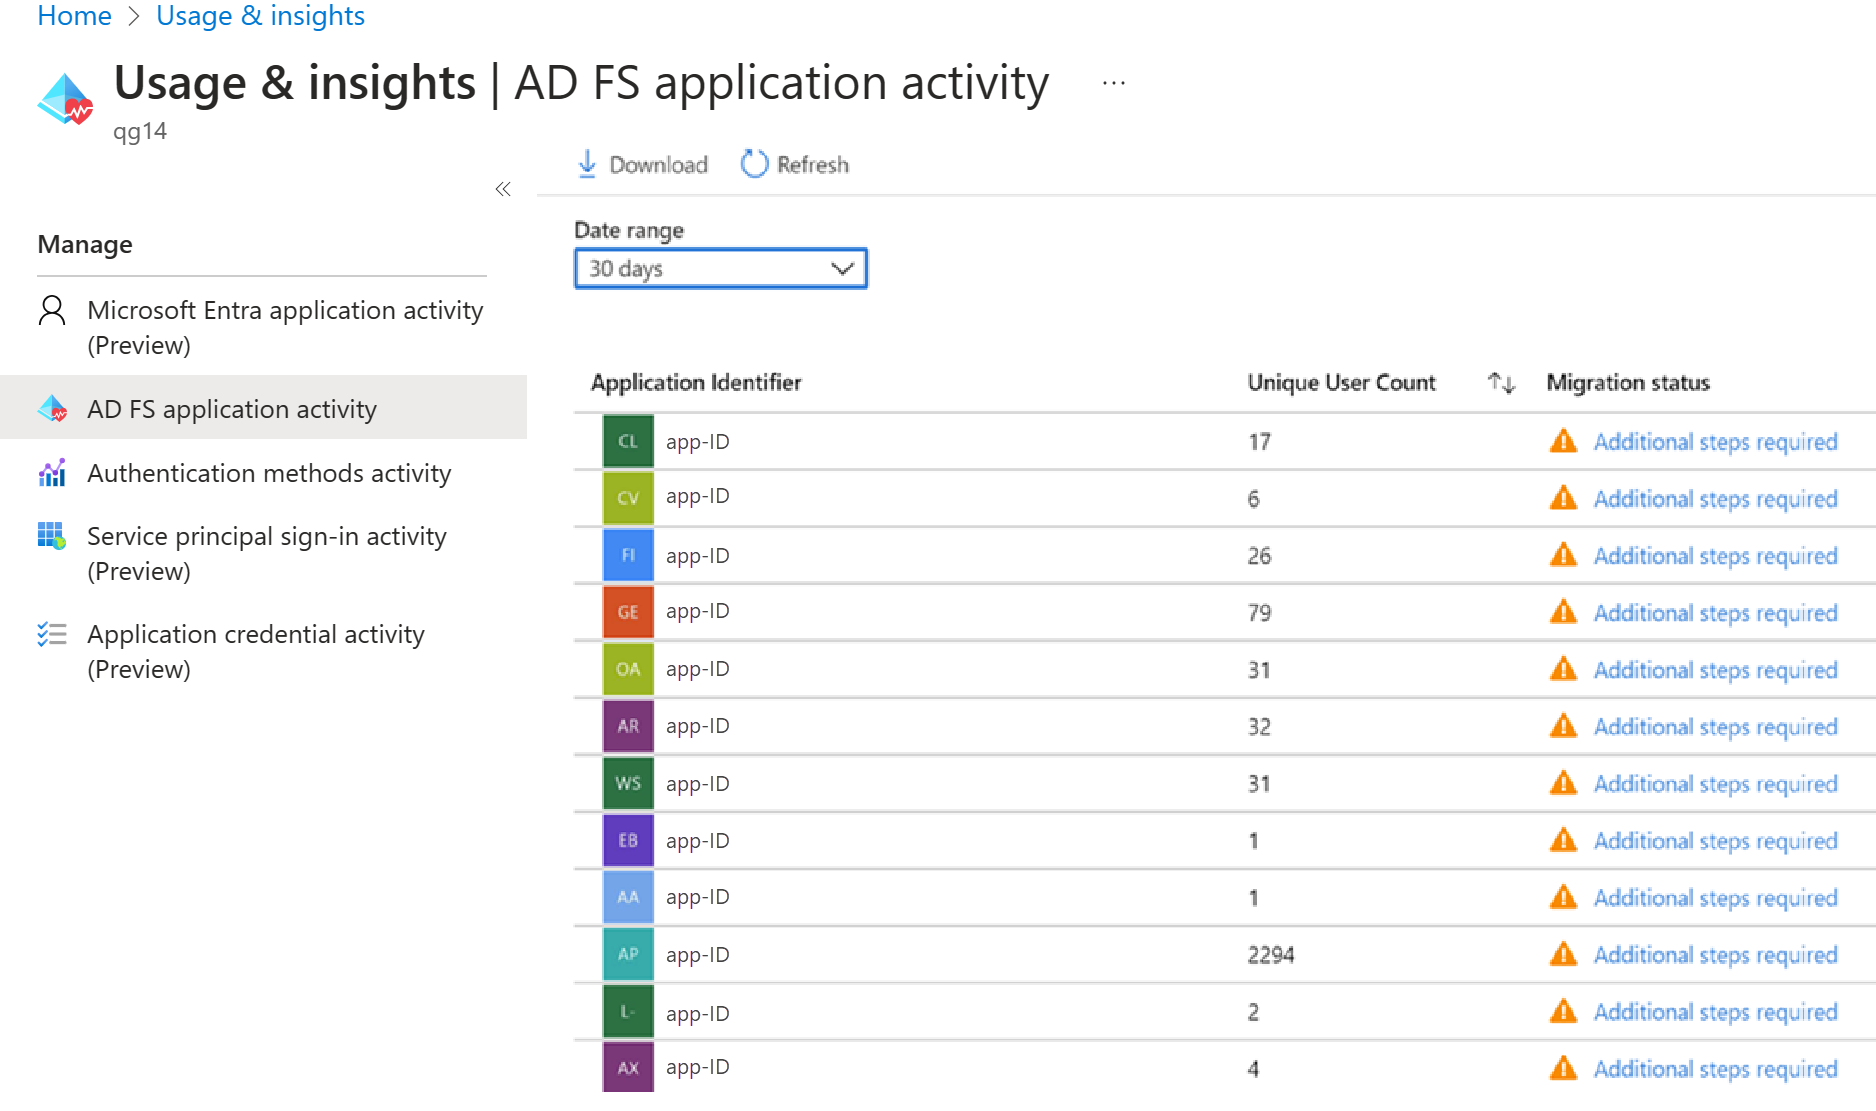 Home > Usage & insights
Usage & insights | AD FS application activity ...
qg14
Download Refresh
«
Manage
Microsoft Entra application activity
(Preview)
AD FS application activity
Authentication methods activity
Service principal sign-in activity
(Preview)
Application credential activity
(Preview)
Date range
30 days
Application Identifier Unique User Count ↑↓ Migration status
CL app-ID 17 Additional steps required
CV app-ID 6 Additional steps required
FI app-ID 26 Additional steps required
GE app-ID 79 Additional steps required
OA app-ID 31 Additional steps required
AR app-ID 32 Additional steps required
WS app-ID 31 Additional steps required
EB app-ID 1 Additional steps required
AA app-ID 1 Additional steps required
AP app-ID 2294 Additional steps required
L- app-ID 2 Additional steps required
AX app-ID 4 Additional steps required